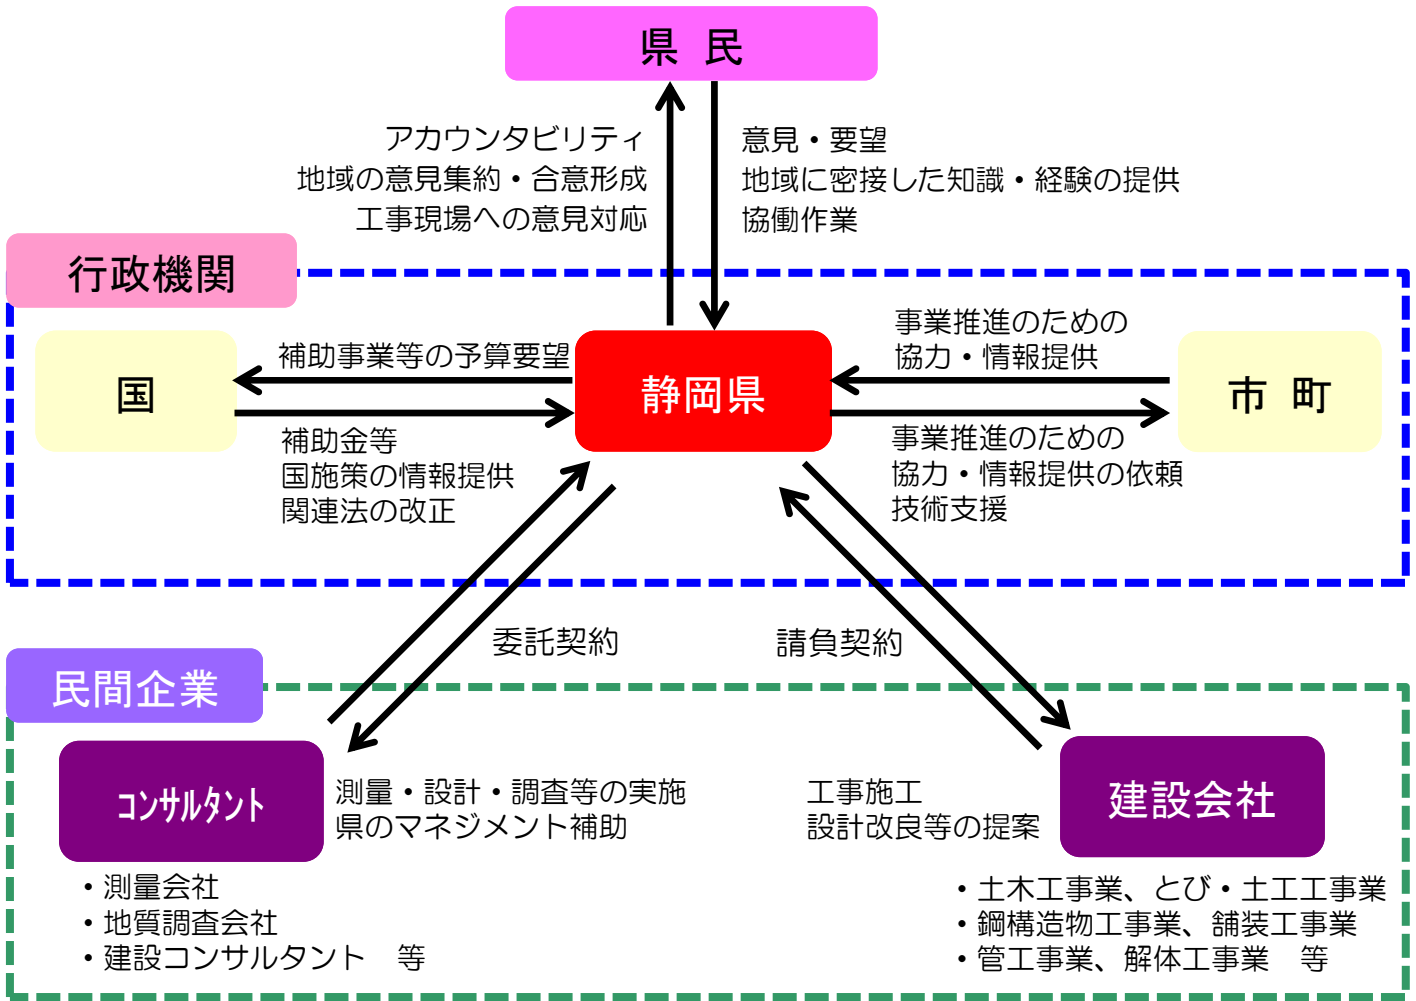 県 民
アカウンタビリティ
地域の意見集約・合意形成
工事現場への意見対応
意見・要望
地域に密接した知識・経験の提供
協働作業
行政機関
国
補助事業等の予算要望
補助金等
国施策の情報提供
関連法の改正
静岡県
事業推進のための
協力・情報提供
事業推進のための
協力・情報提供の依頼
技術支援
市 町
委託契約
請負契約
民間企業
コンサルタント
測量・設計・調査等の実施
県のマネジメント補助
・測量会社
・地質調査会社
・建設コンサルタント 等
工事施工
設計改良等の提案
建設会社
・土木工事業、とび・土工工事業
・鋼構造物工事業、舗装工事業
・管工事業、解体工事業 等